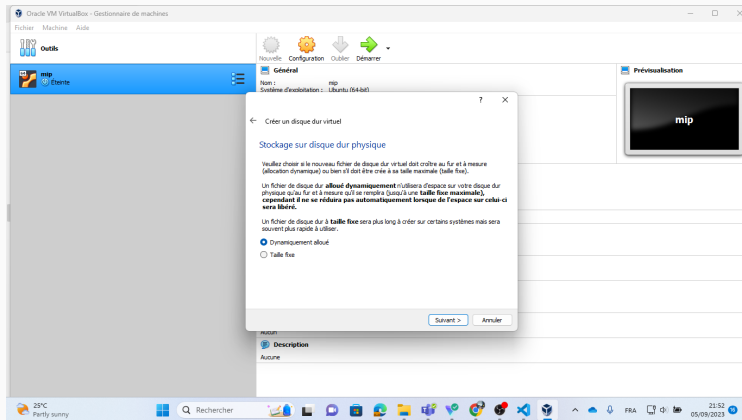 Oracle VM VirtualBox - Gestionnaire de machines
Fichier Machine Aide
Outils
Nouvelle Configuration Oublier Démarrer
mip
Éteinte
Général
Nom : mip
Système d'exploitation : Ubuntu (64-bit)
Prévisualisation
mip
Créer un disque dur virtuel
Stockage sur disque dur physique
Veuillez choisir si le nouveau fichier de disque dur virtuel doit croître au fur et à mesure
(allocation dynamique) ou bien s'il doit être crée à sa taille maximale (taille fixe).
Un fichier de disque dur alloué dynamiquement n'utilisera d'espace sur votre disque dur
physique qu'au fur et à mesure qu'il se remplira (jusqu'à une taille fixe maximale),
cependant il ne se réduira pas automatiquement lorsque de l'espace sur celui-ci
sera libéré.
Un fichier de disque dur à taille fixe sera plus long à créer sur certains systèmes mais sera
souvent plus rapide à utiliser.
Dynamiquement alloué
Taille fixe
Suivant > Annuler
Aucun
Description
Aucune
25°C
Partly sunny
Rechercher
FRA
21:52
05/09/2023